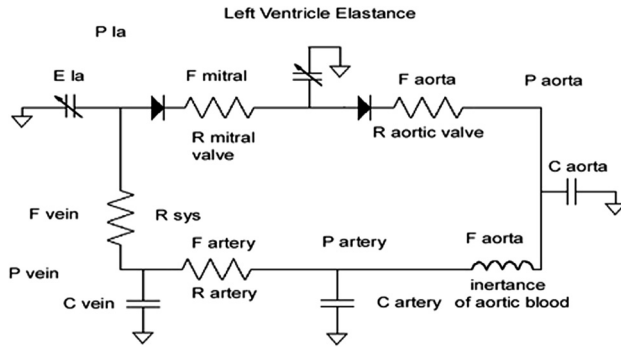 Left Ventricle Elastance
P la
E la
F mitral
F aorta
P aorta
R mitral
valve
R aortic valve
C aorta
F vein
R sys
F artery
P artery
F aorta
P vein
R artery
inertance
of aortic blood
C vein
C artery